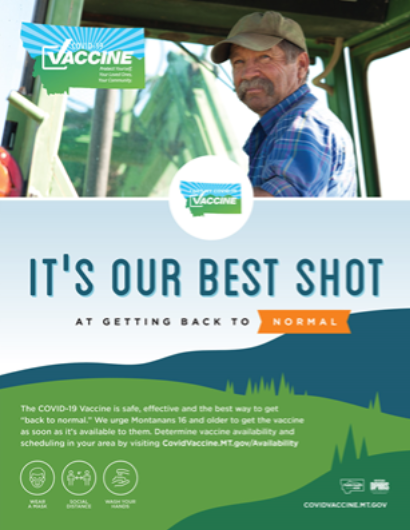 COVID-19
VACCINE
Protect Yourself,
Your Loved Ones,
Your Community.
VACCINE
IT'S OUR BEST SHOT
AT GETTING BACK TO NORMAL
The COVID-19 Vaccine is safe, effective and the best way to get
"back to normal." We urge Montanans 16 and older to get the vaccine
as soon as it's available to them. Determine vaccine availability and
scheduling in your area by visiting CovidVaccine.MT.gov/Availability
WEAR
A MASK
SOCIAL
DISTANCE
WASH YOUR
HANDS
COVIDVACCINE.MT.GOV